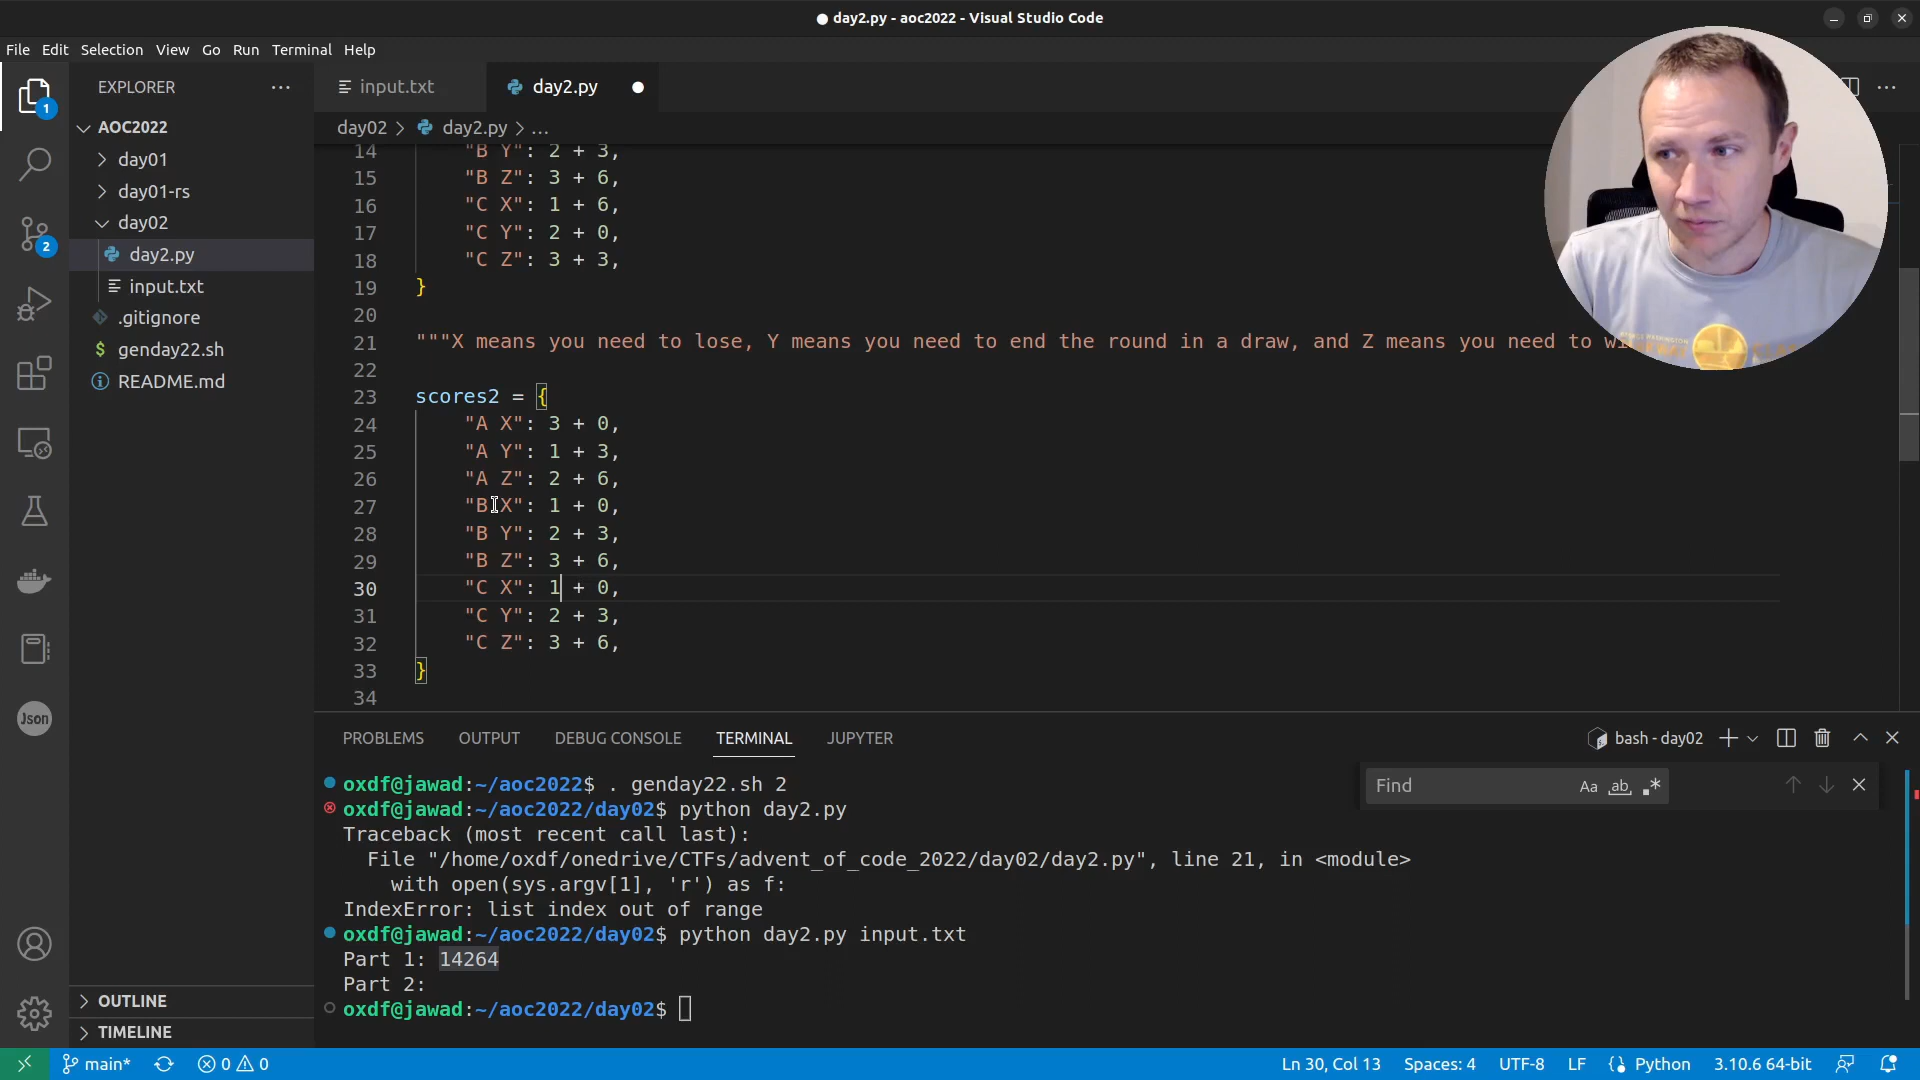 day2.py - aoc2022 - Visual Studio Code
File Edit Selection View Go Run Terminal Help
EXPLORER
AOC2022
day01
day01-rs
day02
day2.py
input.txt
.gitignore
$ genday22.sh
README.md
OUTLINE
TIMELINE
1
2
Json
input.txt
day2.py
day02 > day2.py > ...
14 "B Y": 2 + 3,
15 "B Z": 3 + 6,
16 "C X": 1 + 6,
17 "C Y": 2 + 0,
18 "C Z": 3 + 3,
19 }
20
21 """X means you need to lose, Y means you need to end the round in a draw, and Z means you need to
22
23 scores2 = {
24 "A X": 3 + 0,
25 "A Y": 1 + 3,
26 "A Z": 2 + 6,
27 "B X": 1 + 0,
28 "B Y": 2 + 3,
29 "B Z": 3 + 6,
30 "C X": 1 + 0,
31 "C Y": 2 + 3,
32 "C Z": 3 + 6,
33 }
34
PROBLEMS OUTPUT DEBUG CONSOLE TERMINAL JUPYTER
bash - day02
Find
Aa ab
oxdf@jawad:~/aoc2022$ . genday22.sh 2
oxdf@jawad:~/aoc2022/day02$ python day2.py
Traceback (most recent call last):
File "/home/oxdf/onedrive/CTFs/advent_of_code_2022/day02/day2.py", line 21, in <module>
with open(sys.argv[1], 'r') as f:
IndexError: list index out of range
oxdf@jawad:~/aoc2022/day02$ python day2.py input.txt
Part 1: 14264
Part 2:
oxdf@jawad:~/aoc2022/day02$
main* 0 0 Ln 30, Col 13 Spaces: 4 UTF-8 LF Python 3.10.6 64-bit